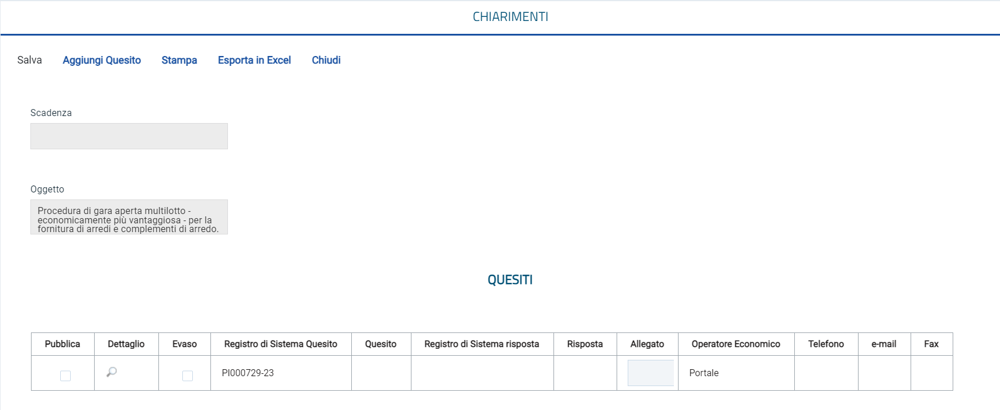 CHIARIMENTI
Salva Aggiungi Quesito Stampa Esporta in Excel Chiudi
Scadenza
Oggetto
Procedura di gara aperta multilotto -
economicamente più vantaggiosa - per la
fornitura di arredi e complementi di arredo.
QUESITI
Pubblica Dettaglio Evaso Registro di Sistema Quesito Quesito Registro di Sistema risposta Risposta Allegato Operatore Economico Telefono e-mail Fax
PI000729-23 Portale